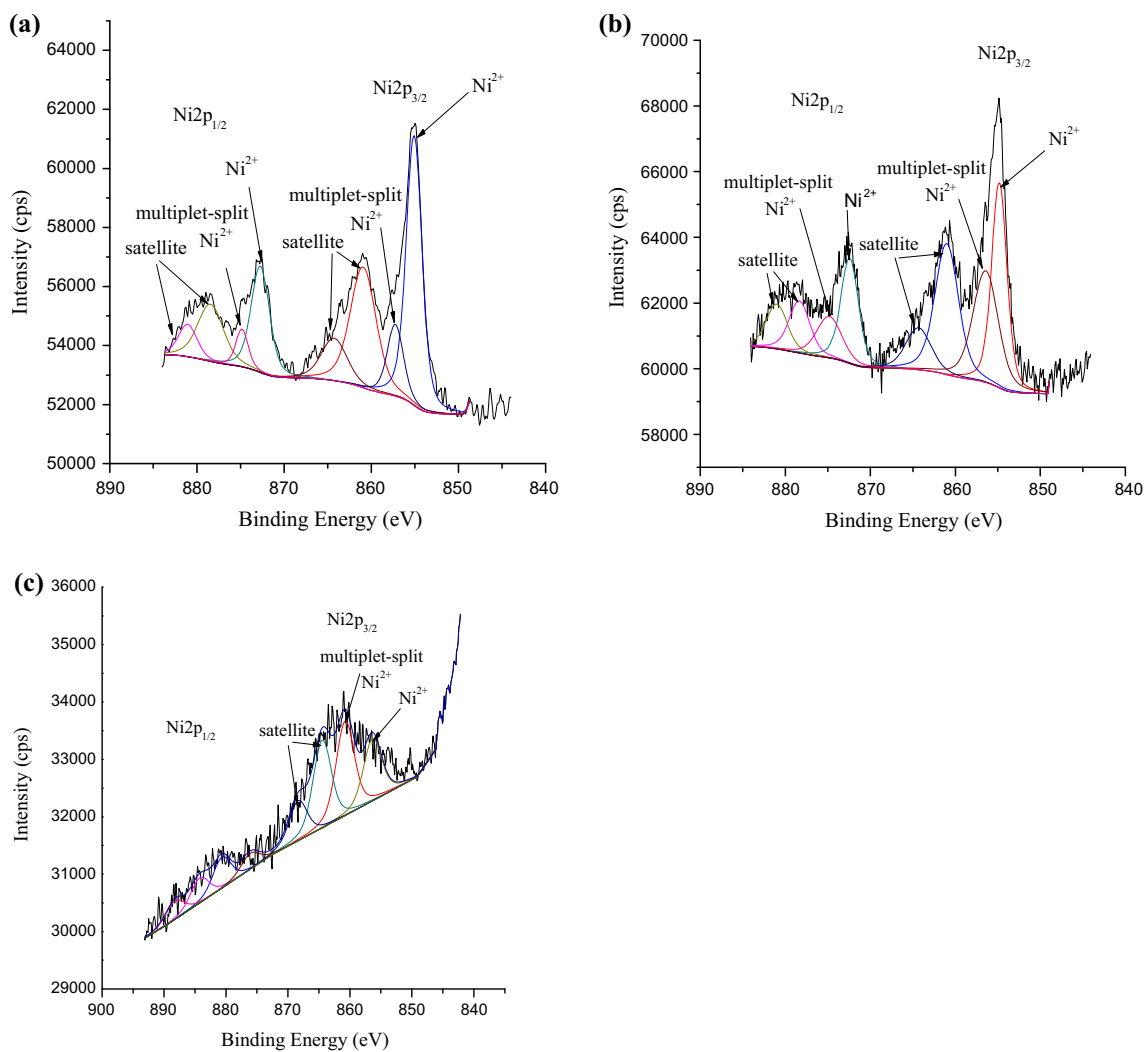 (a)
64000
62000
60000
58000
56000
54000
52000
50000
Intensity (cps)
Ni2p1/2
Ni2p3/2
Ni2+
Ni2+
multiplet-split
multiplet-split
Ni2+
Ni2+
satellite
satellite
890
880
870
860
850
840
Binding Energy (eV)
(b)
70000
68000
66000
64000
62000
60000
58000
Intensity (cps)
Ni2p3/2
Ni2p1/2
Ni2+
multiplet-split
Ni2+
multiplet-split
Ni2+
Ni2+
satellite
satellite
890
880
870
860
850
840
Binding Energy (eV)
(c)
36000
35000
34000
33000
32000
31000
30000
29000
Intensity (cps)
Ni2p3/2
multiplet-split
Ni2+
Ni2+
Ni2p1/2
satellite
900
890
880
870
860
850
840
Binding Energy (eV)